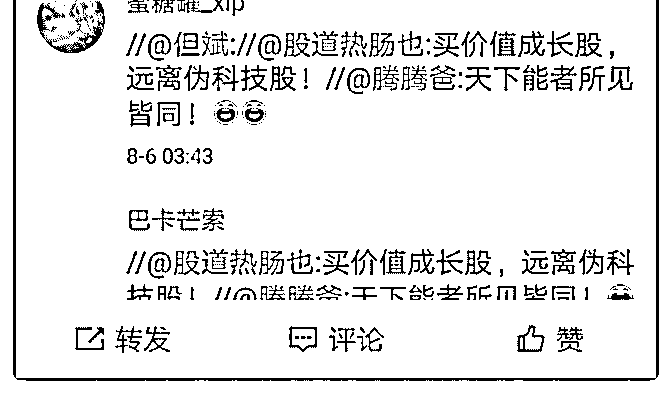 蜜糖罐_xip
//@但斌://@股道热肠也:买价值成长股，
远离伪科技股！//@腾腾爸:天下能者所见
皆同！😂😂
8-6 03:43
巴卡芒索
//@股道热肠也:买价值成长股，远离伪科
技股！//@腾腾爸:天下能者所见皆同！😂
转发 评论 赞